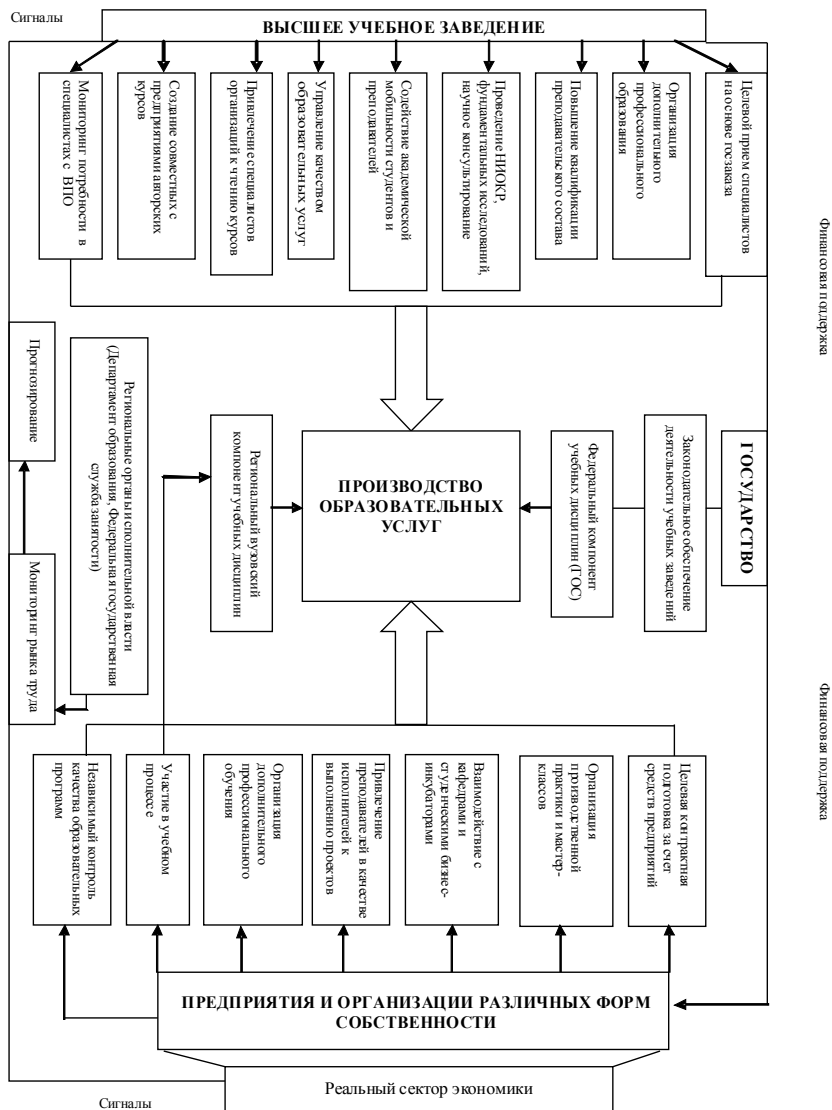 Сигналы
ВЫСШЕЕ УЧЕБНОЕ ЗАВЕДЕНИЕ
Мониторинг потребности в
специалистах с ВПО
Создание совместных с
предприятиями авторских
курсов
Привлечение специалистов
организаций к чтению курсов
Управление качеством
образовательных услуг
Содействие академической
мобильности студентов и
преподавателей
Проведение НИОКР,
фундаментальных исследований,
научное консультирование
Повышение квалификации
преподавательского состава
Организация
дополнительного
профессионального
образования
Целевой прием специалистов
на основе госзаказа
Финансовая поддержка
Прогнозирование
Мониторинг рынка труда
Региональные органы исполнительной власти
(Департамент образования, Федеральная государственная
служба занятости)
Региональный вузовский
компонент учебных дисциплин
ПРОИЗВОДСТВО
ОБРАЗОВАТЕЛЬНЫХ
УСЛУГ
Федеральный компонент
учебных дисциплин (ГОС)
Законодательное обеспечение
деятельности учебных заведений
ГОСУДАРСТВО
Финансовая поддержка
Независимый контроль
качества образовательных
программ
Участие в учебном
процессе
Организация
дополнительного
профессионального
обучения
Привлечение
преподавателей в качестве
исполнителей к
выполнению проектов
Взаимодействие с
кафедрами и
студенческими бизнес-
инкубаторами
Организация
производственной
практики и мастер-
классов
Целевая контрактная
подготовка за счет
средств предприятий
ПРЕДПРИЯТИЯ И ОРГАНИЗАЦИИ РАЗЛИЧНЫХ ФОРМ
СОБСТВЕННОСТИ
Реальный сектор экономики
Сигналы